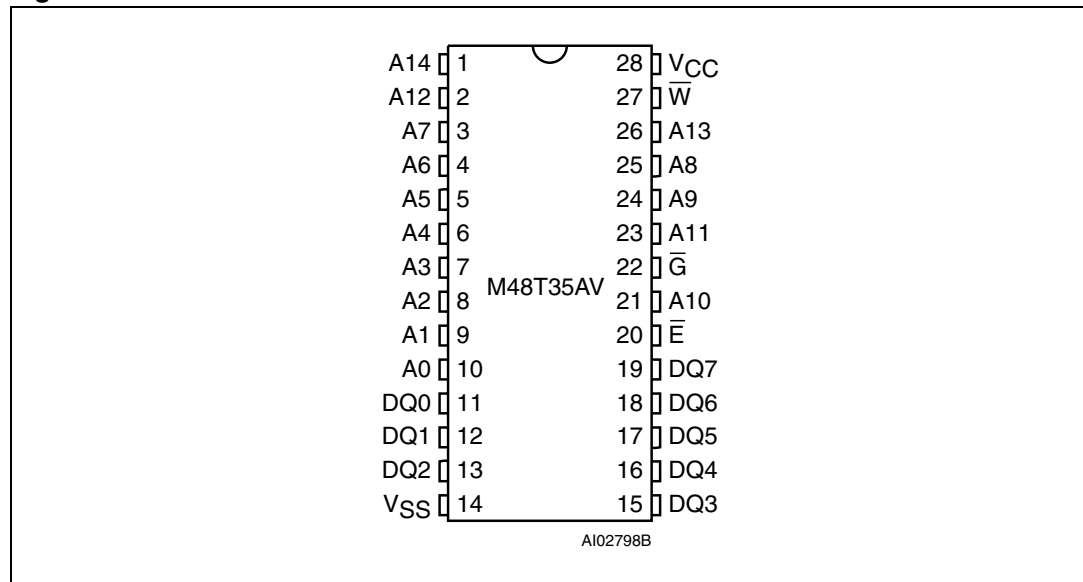 A14 1 28 VCC
A12 2 27 W̅
A7 3 26 A13
A6 4 25 A8
A5 5 24 A9
A4 6 23 A11
A3 7 22 G̅
M48T35AV
A2 8 21 A10
A1 9 20 E̅
A0 10 19 DQ7
DQ0 11 18 DQ6
DQ1 12 17 DQ5
DQ2 13 16 DQ4
VSS 14 15 DQ3
AI02798B